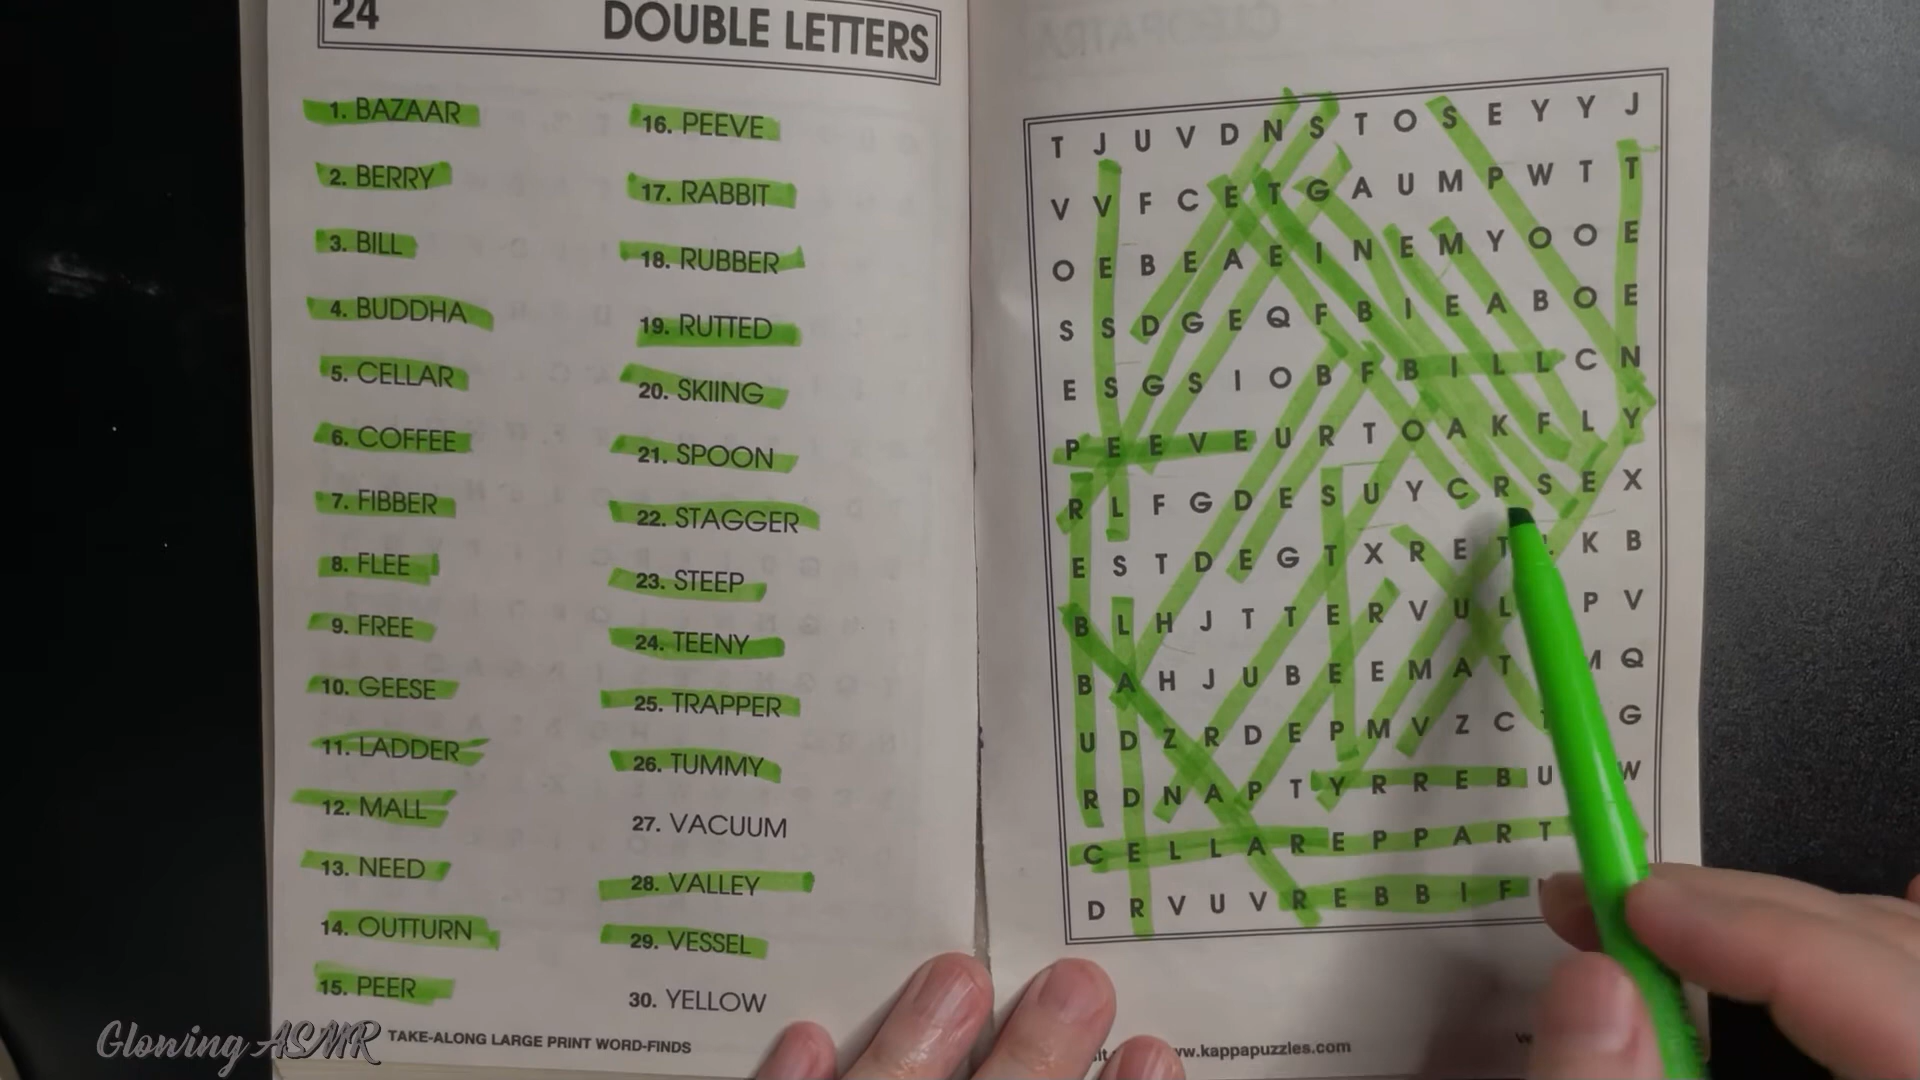 24 DOUBLE LETTERS
1. BAZAAR
2. BERRY
3. BILL
4. BUDDHA
5. CELLAR
6. COFFEE
7. FIBBER
8. FLEE
9. FREE
10. GEESE
11. LADDER
12. MALL
13. NEED
14. OUTTURN
15. PEER
16. PEEVE
17. RABBIT
18. RUBBER
19. RUTTED
20. SKIING
21. SPOON
22. STAGGER
23. STEEP
24. TEENY
25. TRAPPER
26. TUMMY
27. VACUUM
28. VALLEY
29. VESSEL
30. YELLOW
Glowing ASMR
TAKE-ALONG LARGE PRINT WORD-FINDS
CLEOPATRA
T J U V D N S T O S E Y Y J
V V F C E T G A U M P W T T
O E B E A E I N E M Y O O E
S S D G E Q F B I E A B O E
E S G S I O B F B I L L C N
P E E V E U R T O A K F L Y
R L F G D E S U Y C R S E X
E S T D E G T X R E T K B
B L H J T T E R V U L P V
B A H J U B E E M A T M Q
U D Z R D E P M V Z C G
R D N A P T Y R R E B U W
C E L L A R E P P A R T
D R V U V R E B B I F
ww.kappapuzzles.com